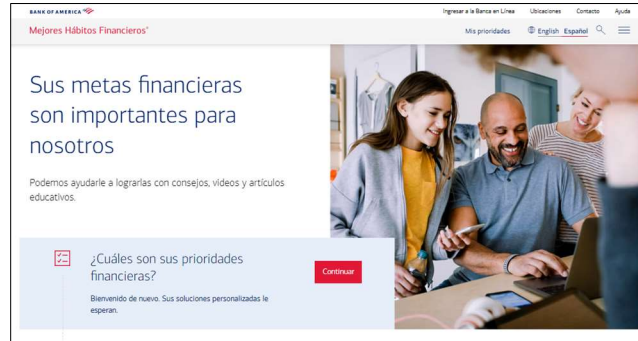 BANK OF AMERICA
Ingresar a la Banca en Línea Ubicaciones Contacto Ayuda
Mejores Hábitos Financieros®
Mis prioridades English Español
Sus metas financieras
son importantes para
nosotros
Podemos ayudarle a lograrlas con consejos, videos y artículos
educativos.
¿Cuáles son sus prioridades
financieras?
Continuar
Bienvenido de nuevo. Sus soluciones personalizadas le
esperan.